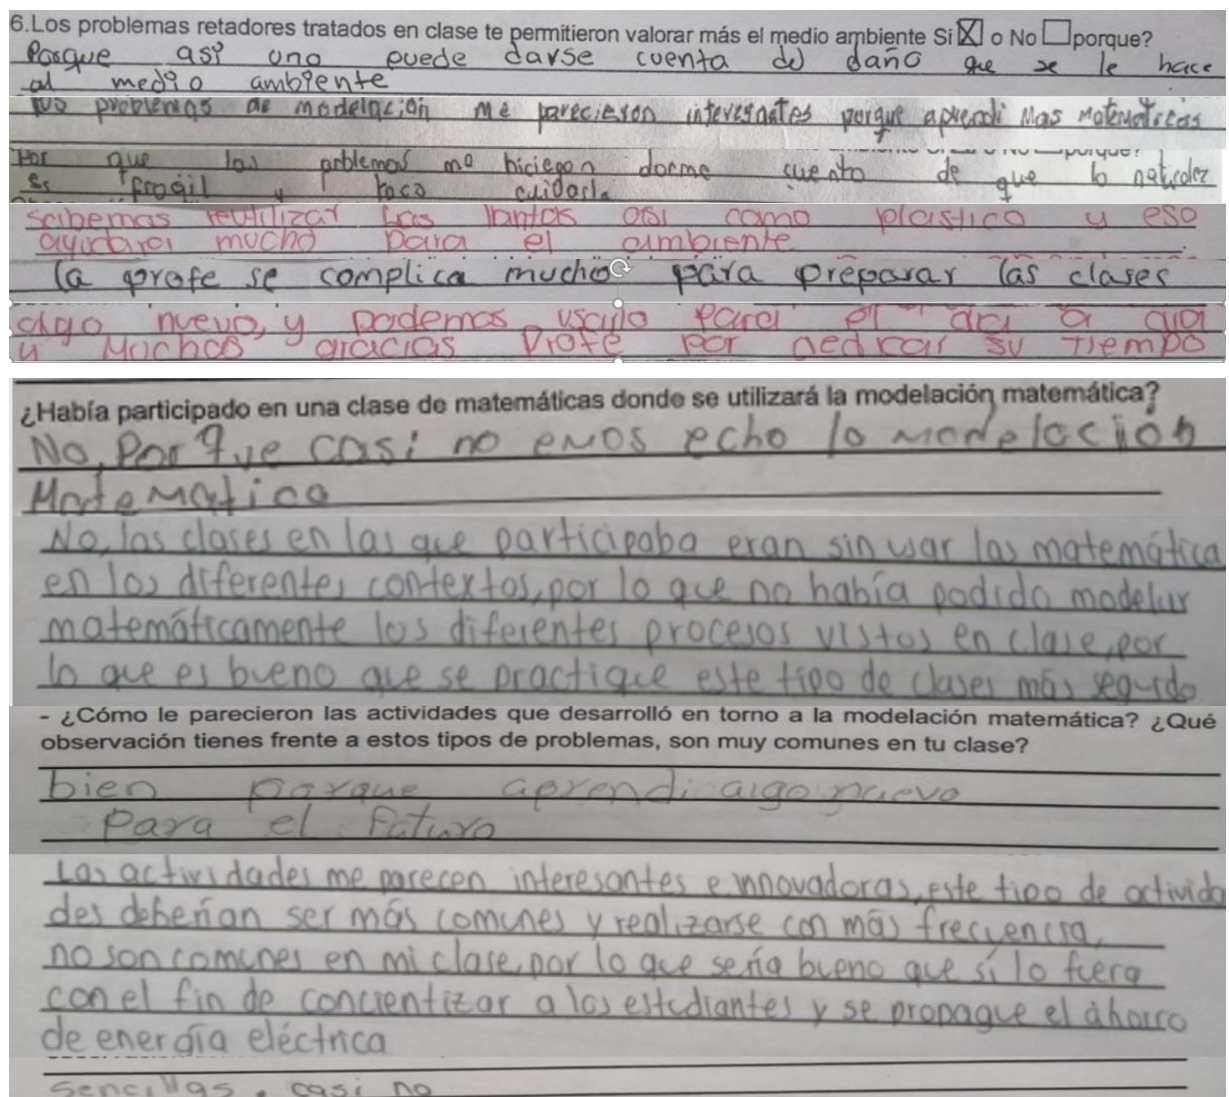 6.Los problemas retadores tratados en clase te permitieron valorar más el medio ambiente Si ☒ o No ☐ porque?
Porque así uno puede darse cuenta del daño que se le hace
al medio ambiente
los problemas de modelación me parecieron interesantes porque aprendi Mas Matematicas
Por que los problemas me hicieron darme cuenta de que la naturalez
es fragil y toca cuidarla
sabemos reutilizar las llantas asi como plastico y eso
ayudara mucho para el ambiente
la profe se complica mucho para preparar las clases
algo nuevo, y podemos usarlo para el dia a dia
y Muchas gracias Profe por dedicar su tiempo
¿Había participado en una clase de matemáticas donde se utilizará la modelación matemática?
No, Por que casi no emos echo la modelación
Matematica
No, las clases en las que participaba eran sin usar las matemática
en los diferentes contextos, por lo que no había podido modelar
matemáticamente los diferentes procesos vistos en clase, por
lo que es bueno que se practique este tipo de clases más seguido
- ¿Cómo le parecieron las actividades que desarrolló en torno a la modelación matemática? ¿Qué
observación tienes frente a estos tipos de problemas, son muy comunes en tu clase?
bien porque aprendi algo nuevo
Para el futuro
Las actividades me parecen interesantes e innovadoras, este tipo de activida
des deberían ser más comunes y realizarse con más frecuencia,
no son comunes en mi clase, por lo que sería bueno que sí lo fuera
con el fin de concientizar a los estudiantes y se propague el ahorro
de energía eléctrica
Sencillas, casi no